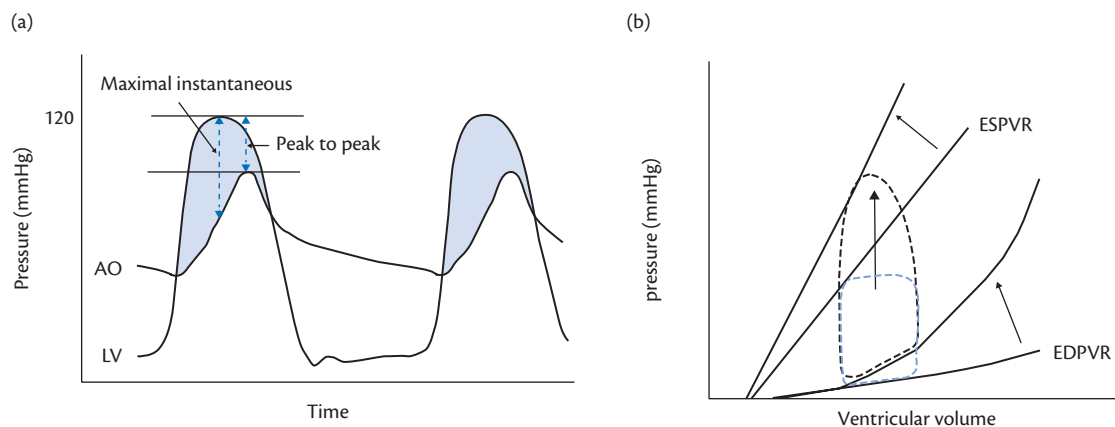 (a)
Maximal instantaneous
120
Peak to peak
Pressure (mmHg)
AO
LV
Time
(b)
ESPVR
pressure (mmHg)
EDPVR
Ventricular volume